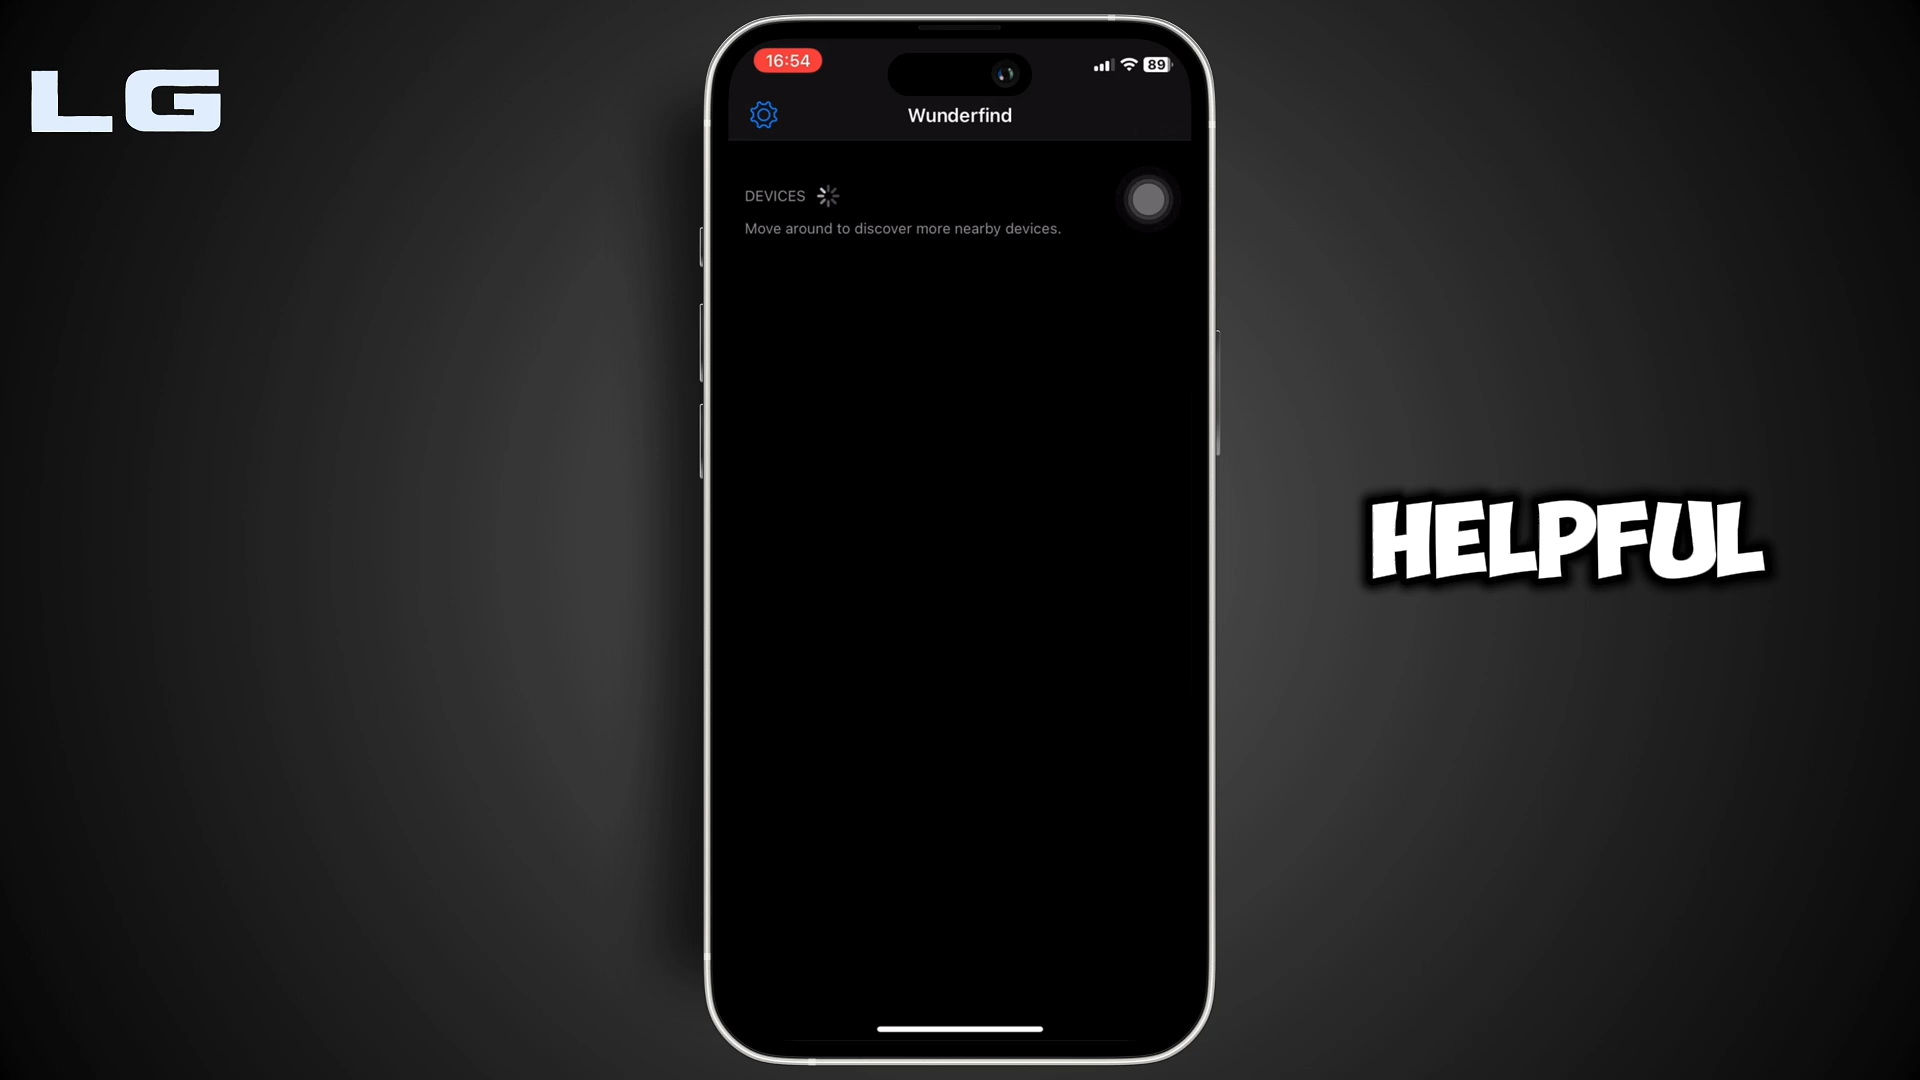 LG
16:54
89
Wunderfind
DEVICES
Move around to discover more nearby devices.
HELPFUL